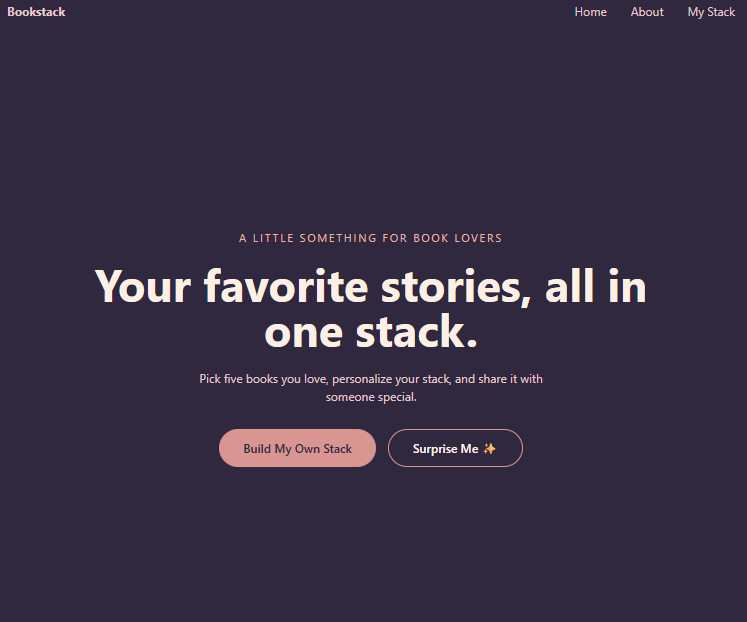 Bookstack
Home About My Stack
A LITTLE SOMETHING FOR BOOK LOVERS
Your favorite stories, all in
one stack.
Pick five books you love, personalize your stack, and share it with
someone special.
Build My Own Stack
Surprise Me ✨